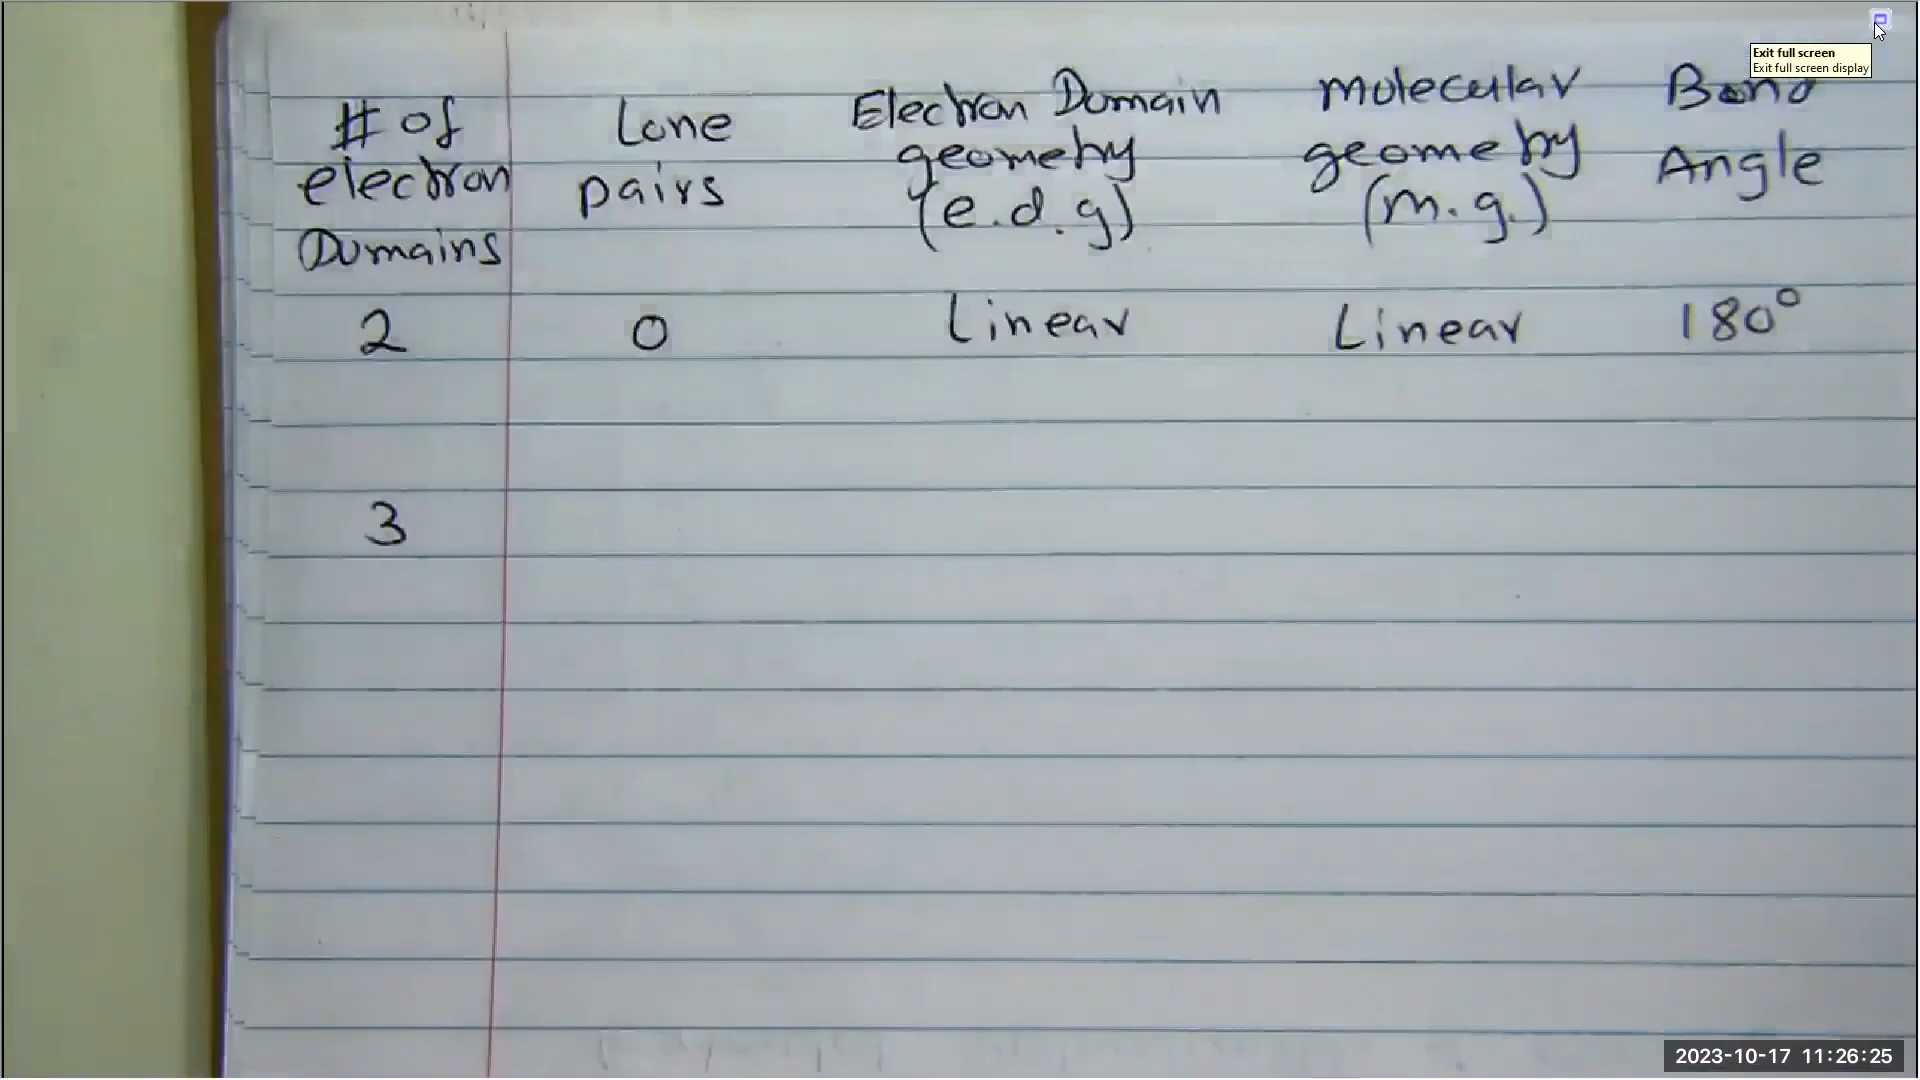 Exit full screen
Exit full screen display
# of electron Domains
Lone pairs
Electron Domain geometry (e.d.g)
Molecular geometry (m.g.)
Bond Angle
2 0 Linear Linear 180°
3
2023-10-17 11:26:25